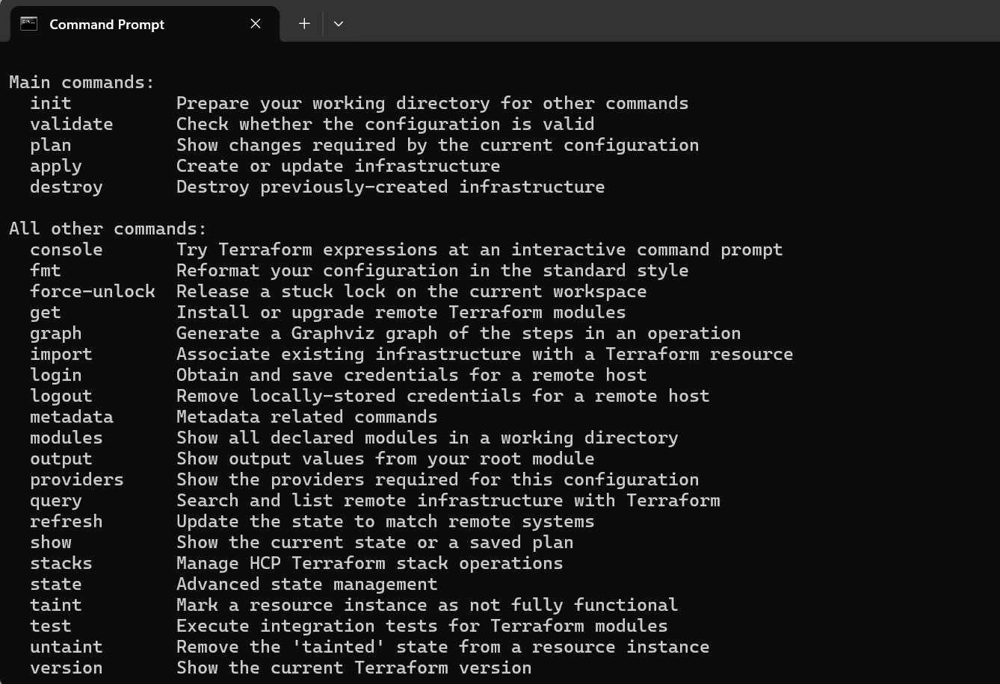 Command Prompt
Main commands:
  init          Prepare your working directory for other commands
  validate      Check whether the configuration is valid
  plan          Show changes required by the current configuration
  apply         Create or update infrastructure
  destroy       Destroy previously-created infrastructure

All other commands:
  console       Try Terraform expressions at an interactive command prompt
  fmt           Reformat your configuration in the standard style
  force-unlock  Release a stuck lock on the current workspace
  get           Install or upgrade remote Terraform modules
  graph         Generate a Graphviz graph of the steps in an operation
  import        Associate existing infrastructure with a Terraform resource
  login         Obtain and save credentials for a remote host
  logout        Remove locally-stored credentials for a remote host
  metadata      Metadata related commands
  modules       Show all declared modules in a working directory
  output        Show output values from your root module
  providers     Show the providers required for this configuration
  query         Search and list remote infrastructure with Terraform
  refresh       Update the state to match remote systems
  show          Show the current state or a saved plan
  stacks        Manage HCP Terraform stack operations
  state         Advanced state management
  taint         Mark a resource instance as not fully functional
  test          Execute integration tests for Terraform modules
  untaint       Remove the 'tainted' state from a resource instance
  version       Show the current Terraform version